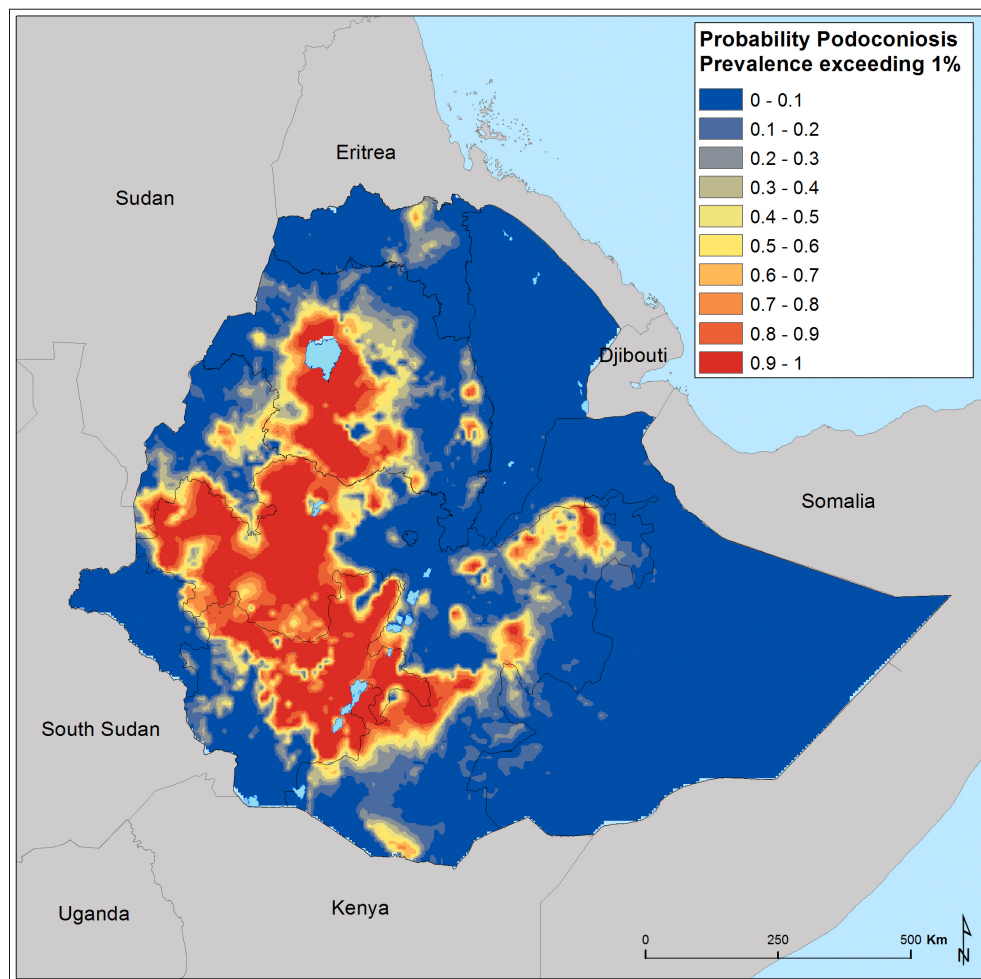 Probability Podoconiosis
Prevalence exceeding 1%
0 - 0.1
0.1 - 0.2
0.2 - 0.3
0.3 - 0.4
0.4 - 0.5
0.5 - 0.6
0.6 - 0.7
0.7 - 0.8
0.8 - 0.9
0.9 - 1
Eritrea
Sudan
Djibouti
Somalia
South Sudan
Uganda
Kenya
0 250 500 Km
N